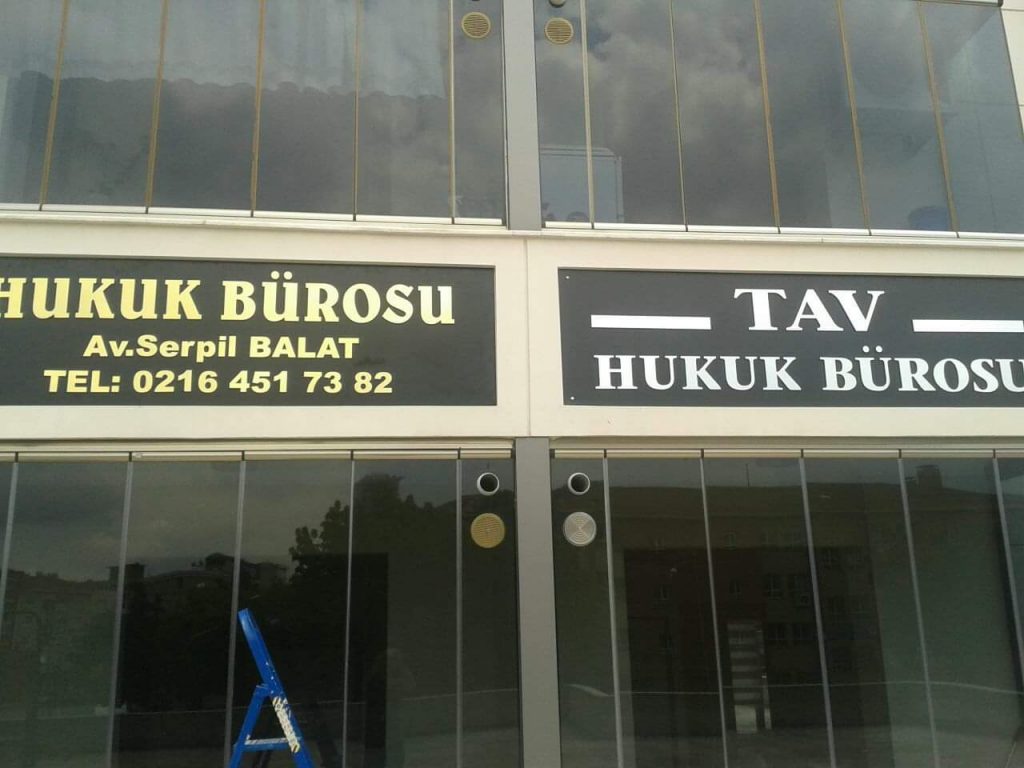 HUKUK BÜROSU
Av.Serpil BALAT
TEL: 0216 451 73 82
TAV
HUKUK BÜROSU